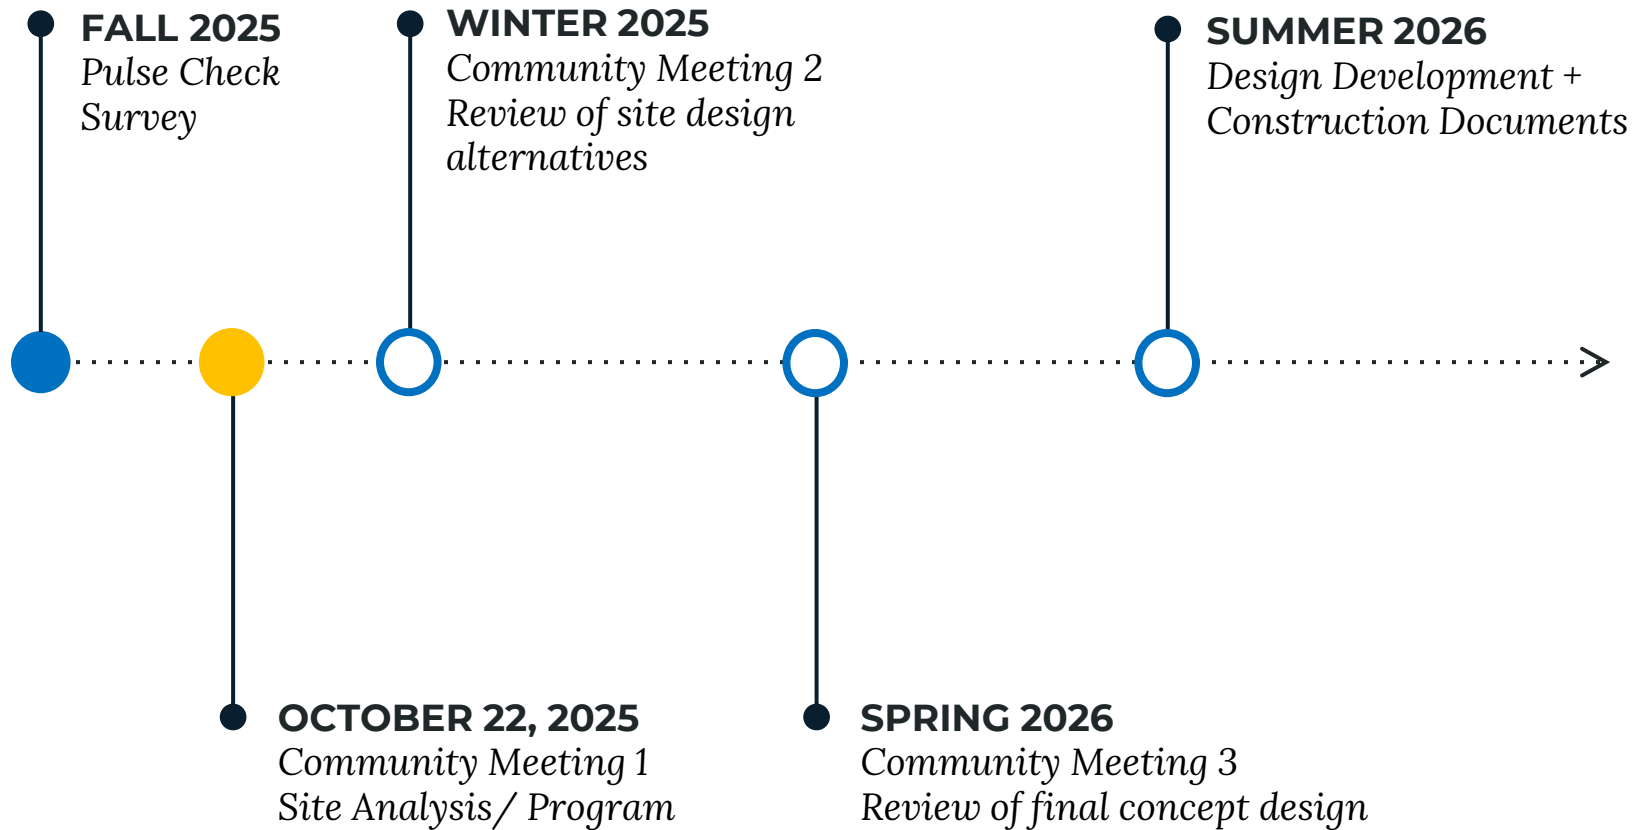 FALL 2025
Pulse Check
Survey
WINTER 2025
Community Meeting 2
Review of site design
alternatives
SUMMER 2026
Design Development +
Construction Documents
OCTOBER 22, 2025
Community Meeting 1
Site Analysis/ Program
SPRING 2026
Community Meeting 3
Review of final concept design